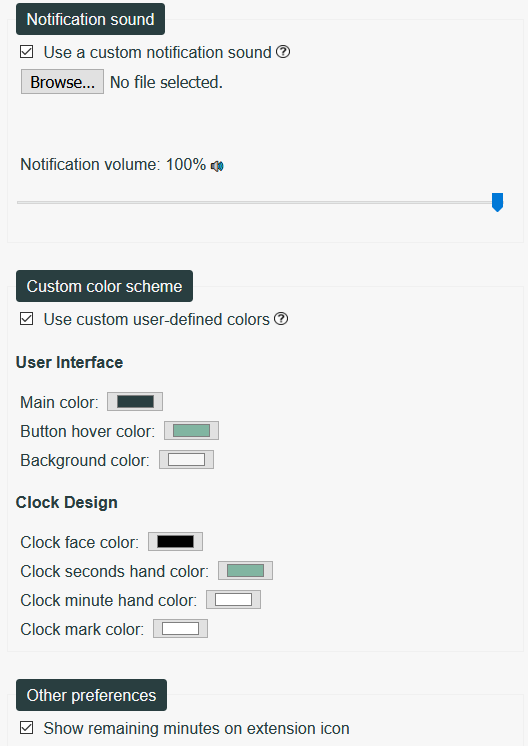 Notification sound
Use a custom notification sound ?
Browse... No file selected.
Notification volume: 100%
Custom color scheme
Use custom user-defined colors ?
User Interface
Main color:
Button hover color:
Background color:
Clock Design
Clock face color:
Clock seconds hand color:
Clock minute hand color:
Clock mark color:
Other preferences
Show remaining minutes on extension icon